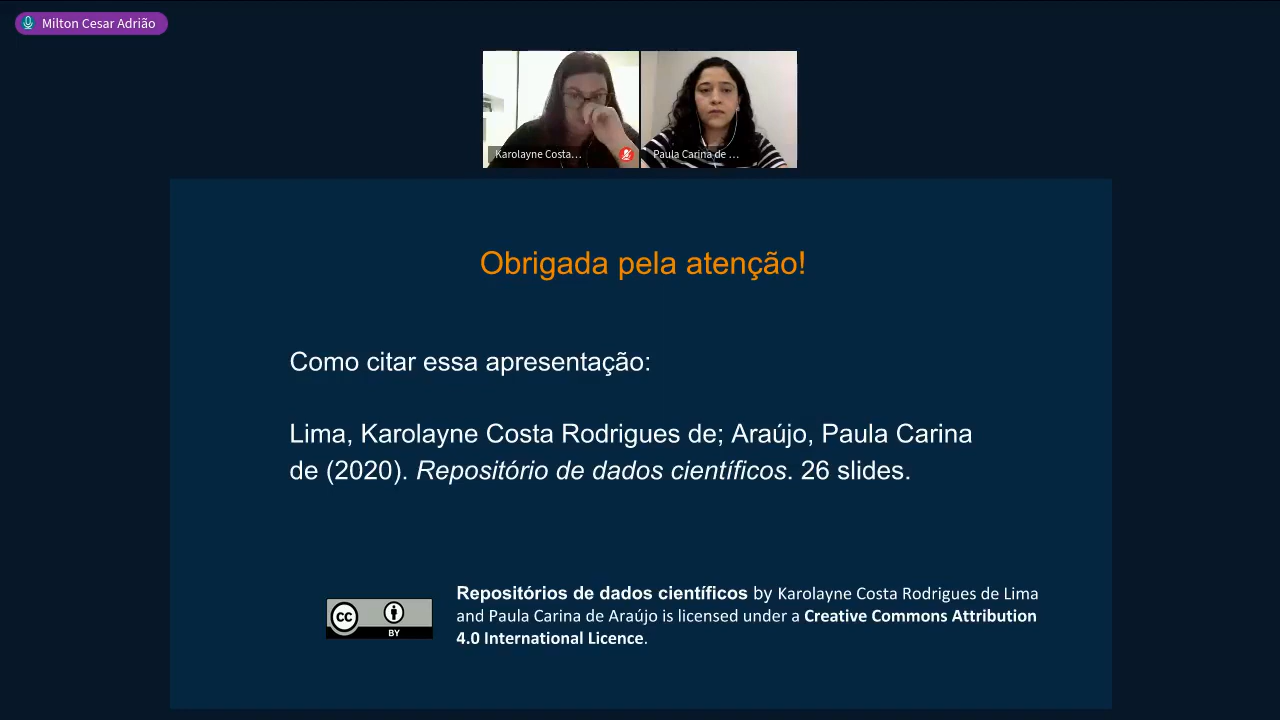 Milton Cesar Adrião
Karolayne Costa...
Paula Carina de ...
Obrigada pela atenção!
Como citar essa apresentação:
Lima, Karolayne Costa Rodrigues de; Araújo, Paula Carina
de (2020). Repositório de dados científicos. 26 slides.
cc
BY
Repositórios de dados científicos by Karolayne Costa Rodrigues de Lima
and Paula Carina de Araújo is licensed under a Creative Commons Attribution
4.0 International Licence.